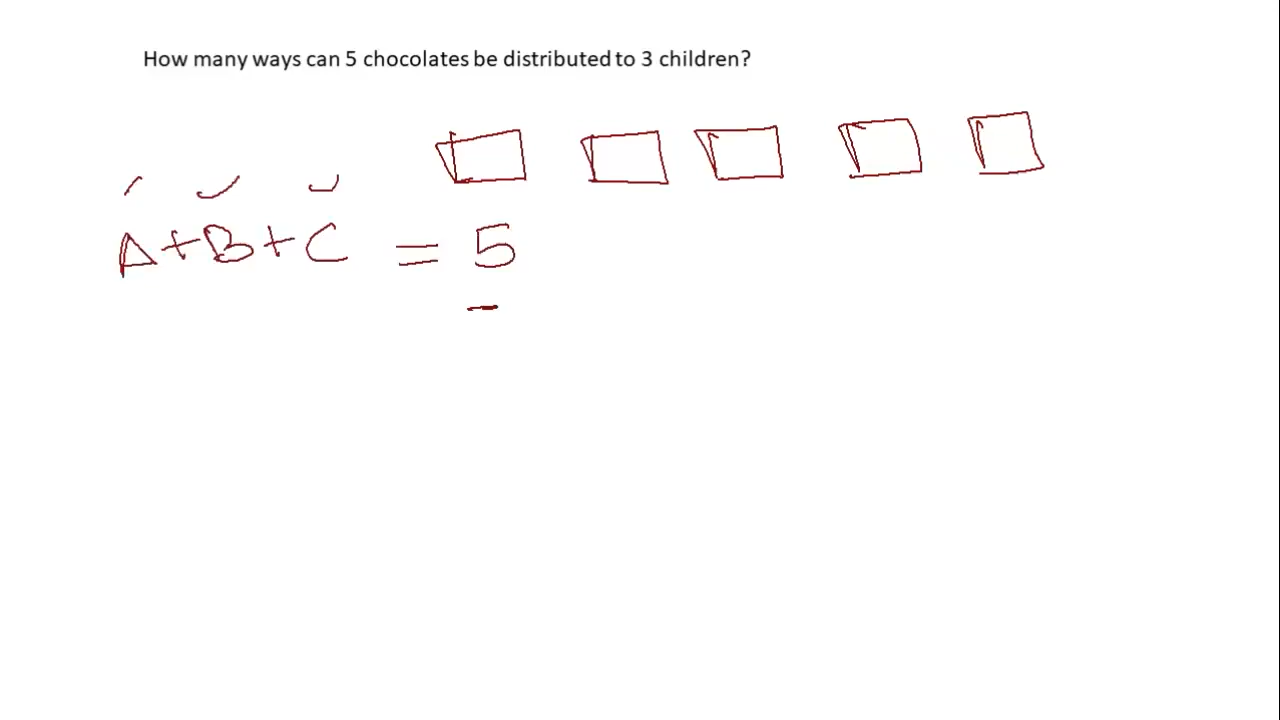 How many ways can 5 chocolates be distributed to 3 children?
A+B+C = 5